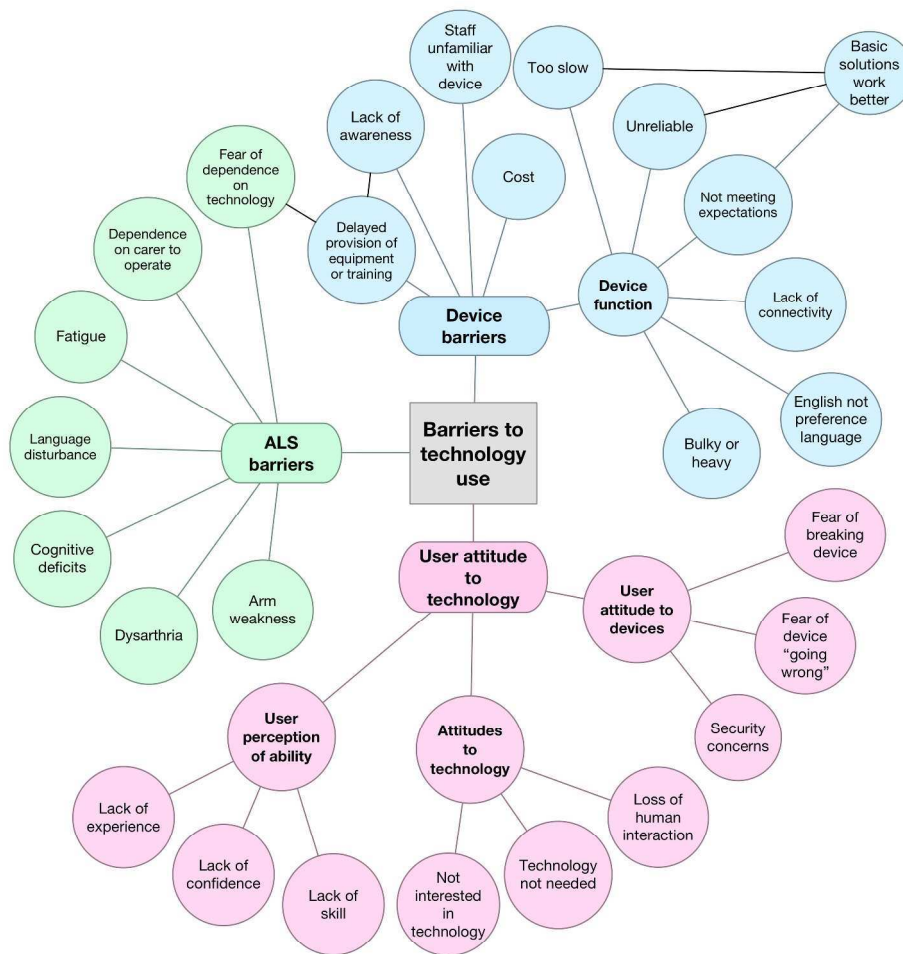 Staff
unfamiliar
with
device
Too slow
Basic
solutions
work
better
Lack of
awareness
Unreliable
Fear of
dependence
on
technology
Cost
Not meeting
expectations
Dependence
on carer to
operate
Delayed
provision of
equipment
or training
Device
function
Device
barriers
Lack of
connectivity
Fatigue
English not
preference
language
Language
disturbance
ALS
barriers
Barriers to
technology
use
Bulky or
heavy
Cognitive
deficits
Dysarthria
Arm
weakness
User attitude
to
technology
User
attitude to
devices
Fear of
breaking
device
Fear of
device
“going
wrong”
Security
concerns
User
perception
of ability
Attitudes
to
technology
Lack of
experience
Lack of
confidence
Lack of
skill
Not
interested
in
technology
Technology
not needed
Loss of
human
interaction